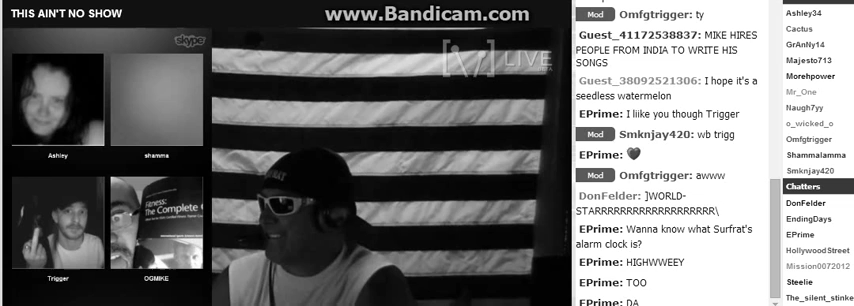 THIS AIN'T NO SHOW
www.Bandicam.com
skype
LIVE
Ashley
shamma
Fitness:
The Complete
Trigger
OGMIKE
Mod Omfgtrigger: ty
Guest_41172538837: MIKE HIRES
PEOPLE FROM INDIA TO WRITE HIS
SONGS
Guest_38092521306: I hope it's a
seedless watermelon
EPrime: I liike you though Trigger
Mod Smknjay420: wb trigg
EPrime: 🖤
Mod Omfgtrigger: awww
DonFelder: ]WORLD-
STARRRRRRRRRRRRRRRRRRR\
EPrime: Wanna know what Surfrat's
alarm clock is?
EPrime: HIGHWWEEY
EPrime: TOO
EPrime: DA
Ashley34
Cactus
GrAnNy14
Majesto713
Morehpower
Mr_One
Naugh7yy
o_wicked_o
Omfgtrigger
Shammalamma
Smknjay420
Chatters
DonFelder
EndingDays
EPrime
HollywoodStreet
Mission0072012
Steelie
The_silent_stinke